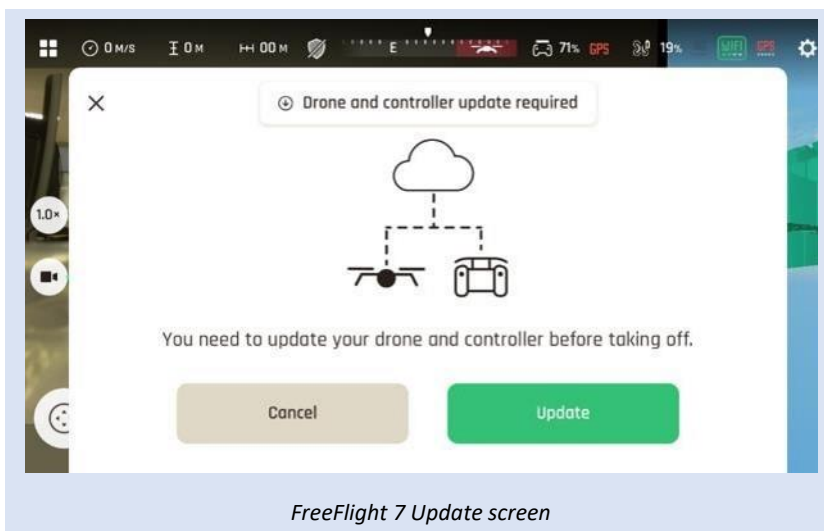 0 M/S 0 M 00 M E 71% GPS 19% WIFI GPS
Drone and controller update required
1.0×
You need to update your drone and controller before taking off.
Cancel Update
FreeFlight 7 Update screen